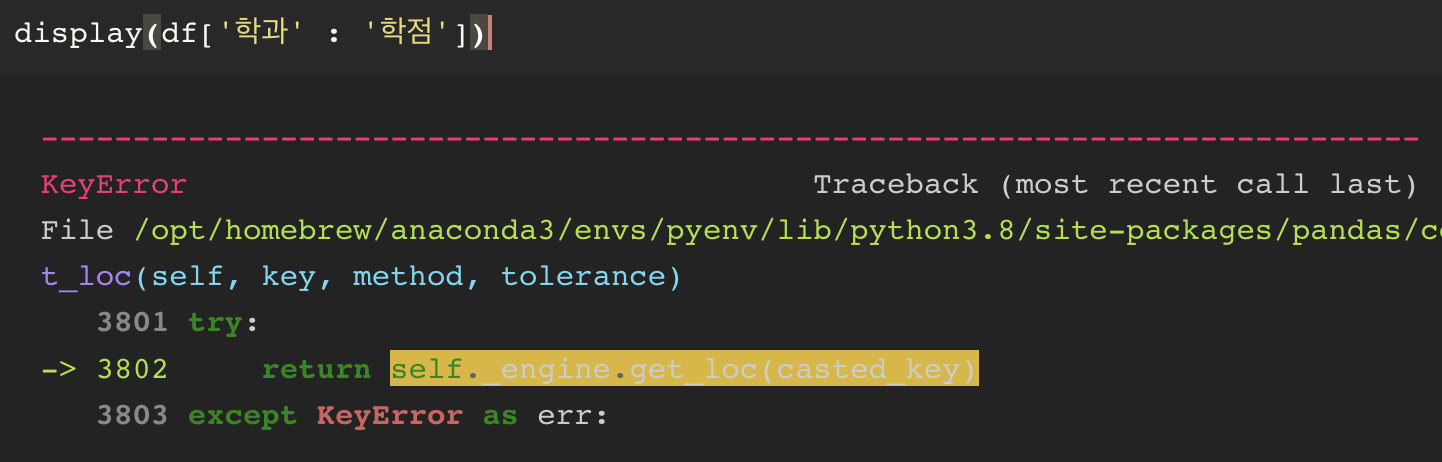 display(df['학과' : '학점'])
---------------------------------------------------------------------------
KeyError Traceback (most recent call last)
File /opt/homebrew/anaconda3/envs/pyenv/lib/python3.8/site-packages/pandas/co
t_loc(self, key, method, tolerance)
3801 try:
-> 3802 return self._engine.get_loc(casted_key)
3803 except KeyError as err: